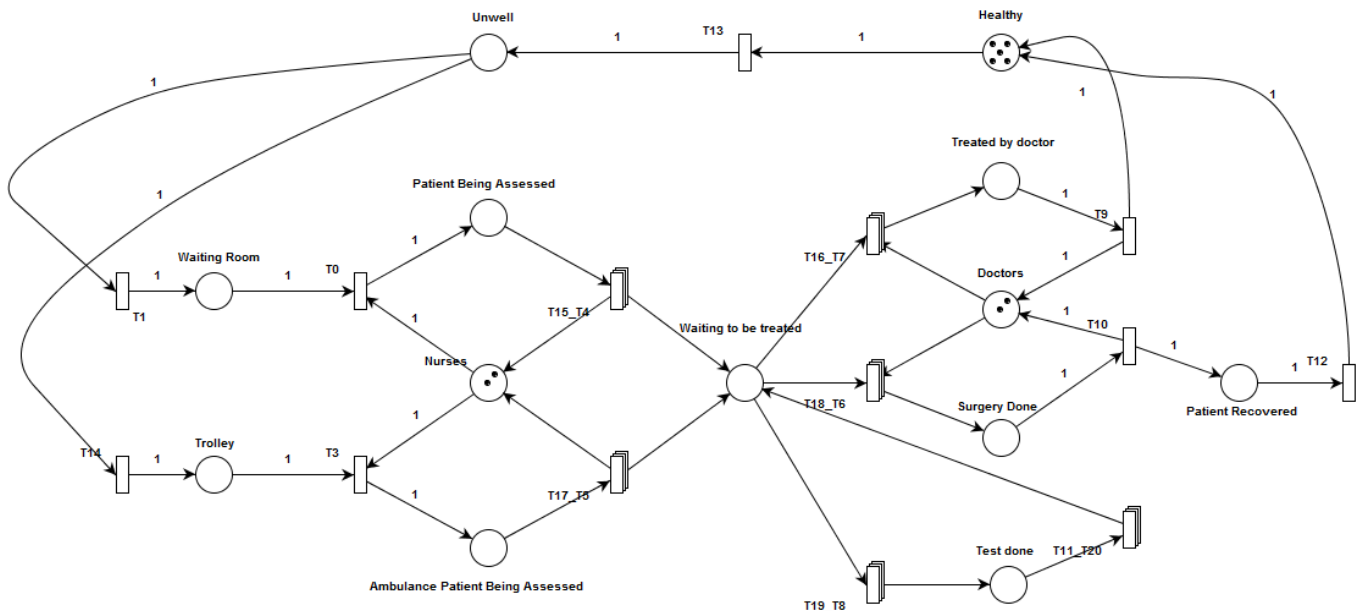 Unwell
Healthy
T13
1
1
1
1
1
Treated by doctor
Patient Being Assessed
1
1
1
T9
Waiting Room
1
T16_T7
1
1
1
T0
Doctors
T1
T15_T4
1
Waiting to be treated
1
T10
1
Nurses
1
T12
T18_T6
1
1
Surgery Done
Patient Recovered
Trolley
T14
1
1
T3
1
T17_T5
Test done
T11_T20
Ambulance Patient Being Assessed
T19_T8